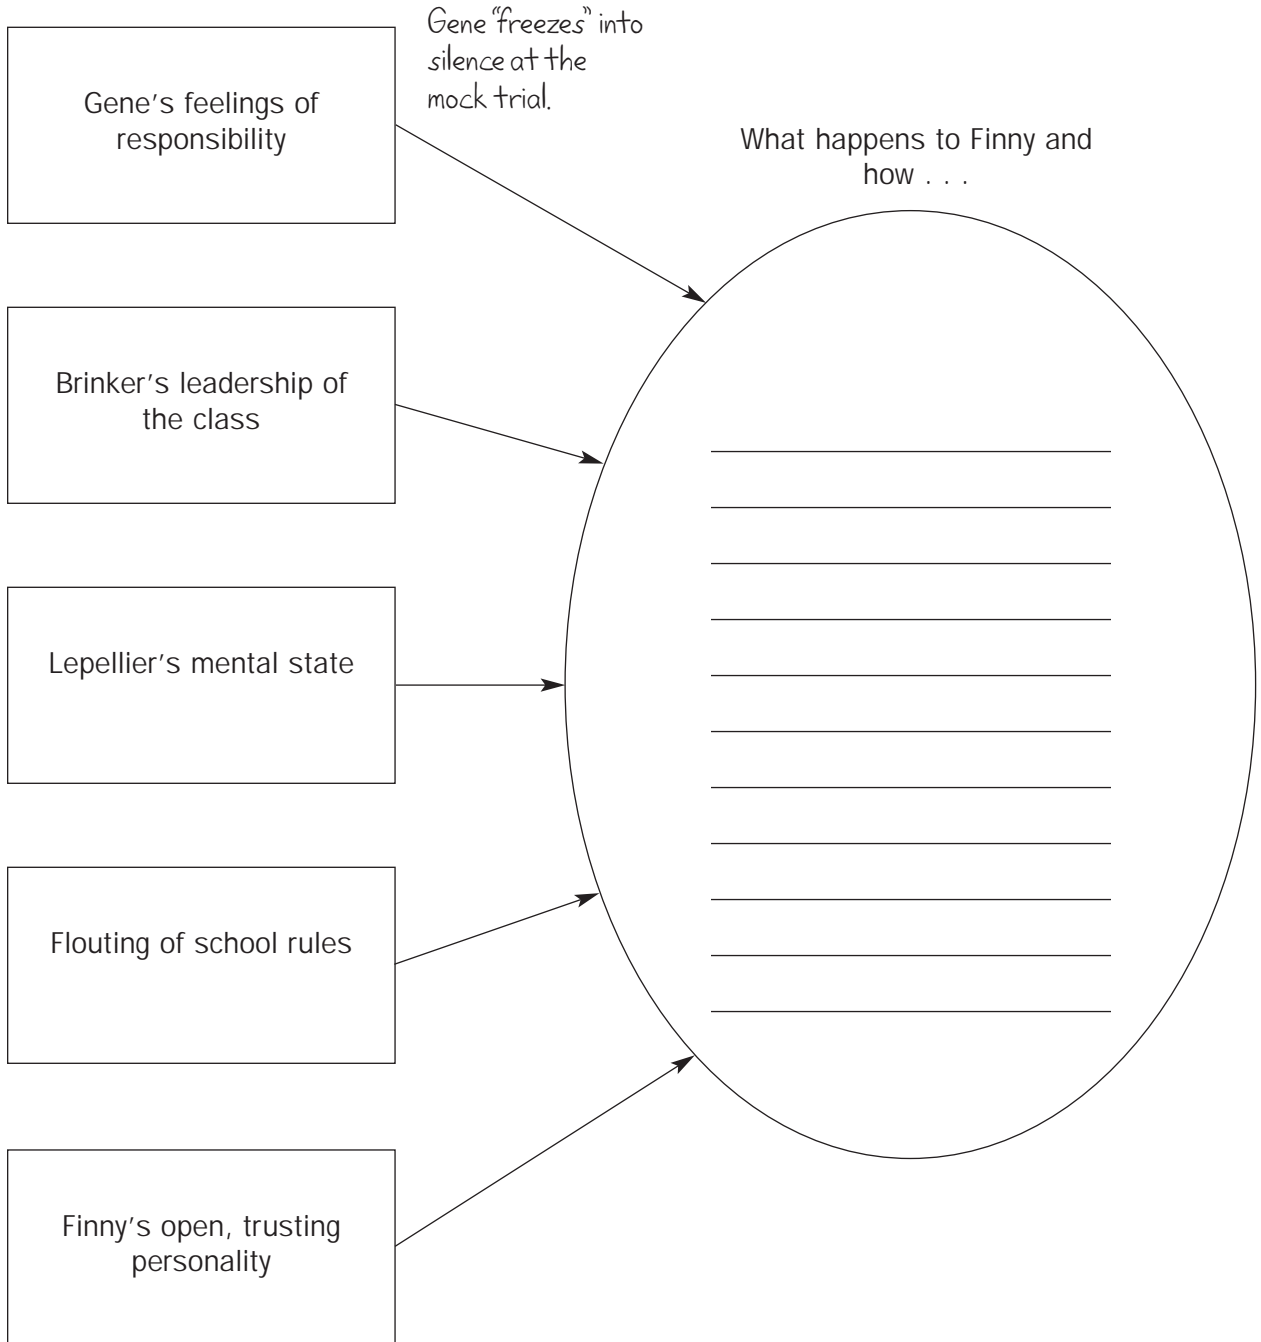 Gene “freezes” into
silence at the
mock trial.
Gene's feelings of
responsibility
What happens to Finny and
how . . .
Brinker's leadership of
the class
Lepellier's mental state
Flouting of school rules
Finny's open, trusting
personality